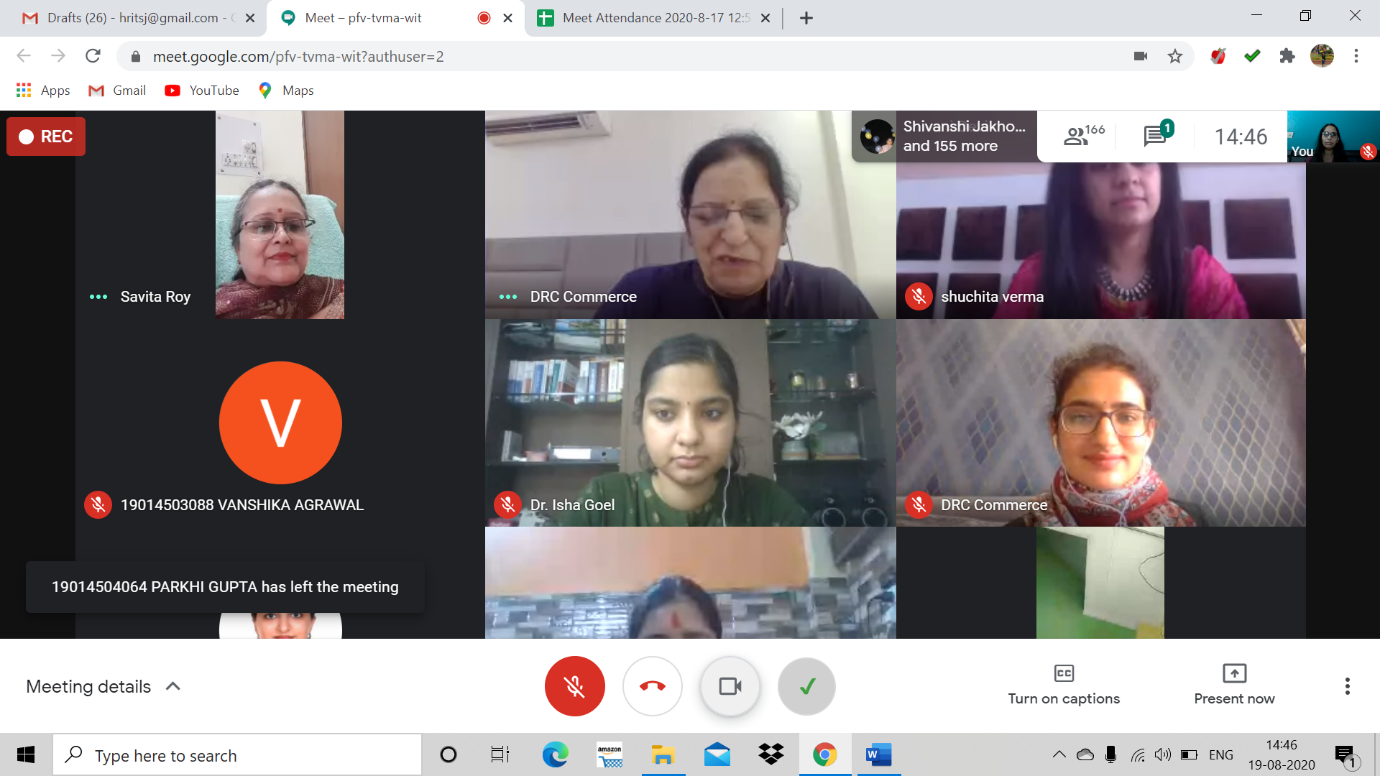 Drafts (26) - hritsj@gmail.com -
Meet – pfv-tvma-wit
Meet Attendance 2020-8-17 12:5
meet.google.com/pfv-tvma-wit?authuser=2
Apps
Gmail
YouTube
Maps
REC
Shivanshi Jakho...
and 155 more
166
1
14:46
You
Savita Roy
DRC Commerce
shuchita verma
V
19014503088 VANSHIKA AGRAWAL
Dr. Isha Goel
DRC Commerce
19014504064 PARKHI GUPTA has left the meeting
Meeting details
CC
Turn on captions
Present now
Type here to search
amazon
W
ENG
14:46
19-08-2020
1